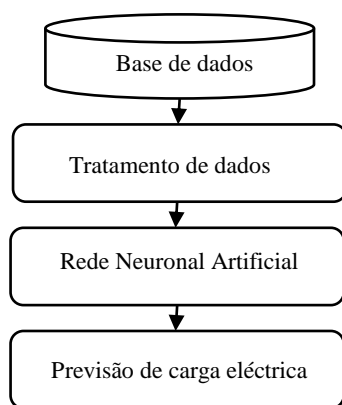 Base de dados
Tratamento de dados
Rede Neuronal Artificial
Previsão de carga eléctrica